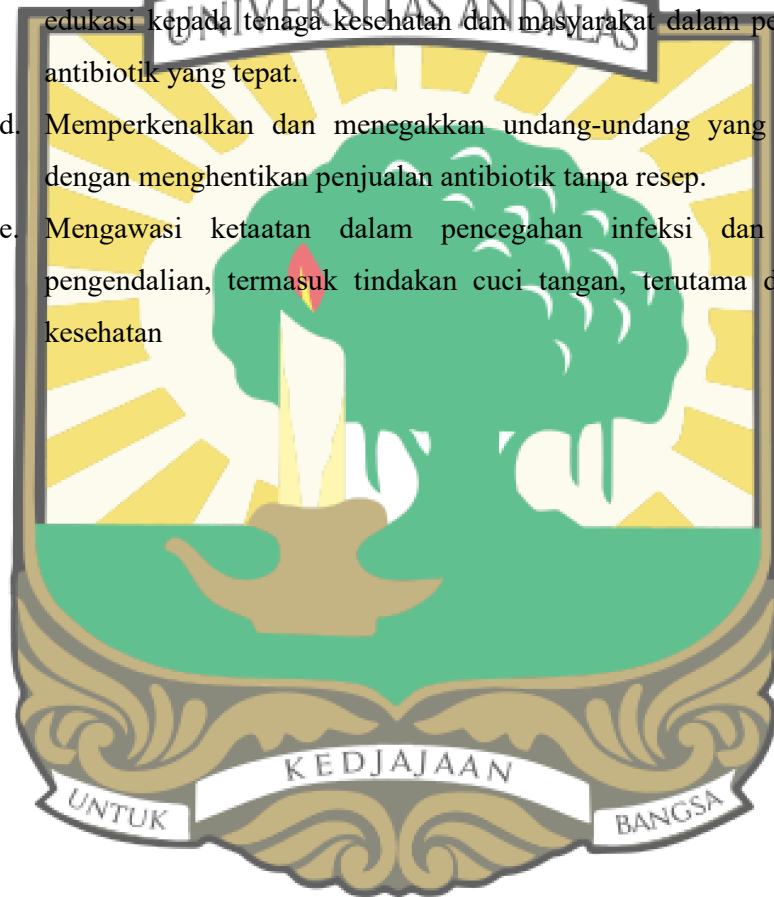 UNIVERSITAS ANDALAS
edukasi kepada tenaga kesehatan dan masyarakat dalam pe
antibiotik yang tepat.
d. Memperkenalkan dan menegakkan undang-undang yang
dengan menghentikan penjualan antibiotik tanpa resep.
e. Mengawasi ketaatan dalam pencegahan infeksi dan
pengendalian, termasuk tindakan cuci tangan, terutama d
kesehatan
KEDJAJAAN
UNTUK
BANGSA